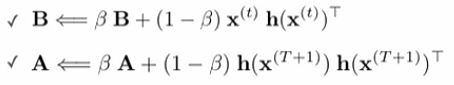 ✓ B ⟸ β B + (1 − β) x⁽ᵗ⁾ h(x⁽ᵗ⁾)ᵀ
✓ A ⟸ β A + (1 − β) h(x⁽ᵀ⁺¹⁾) h(x⁽ᵀ⁺¹⁾)ᵀ